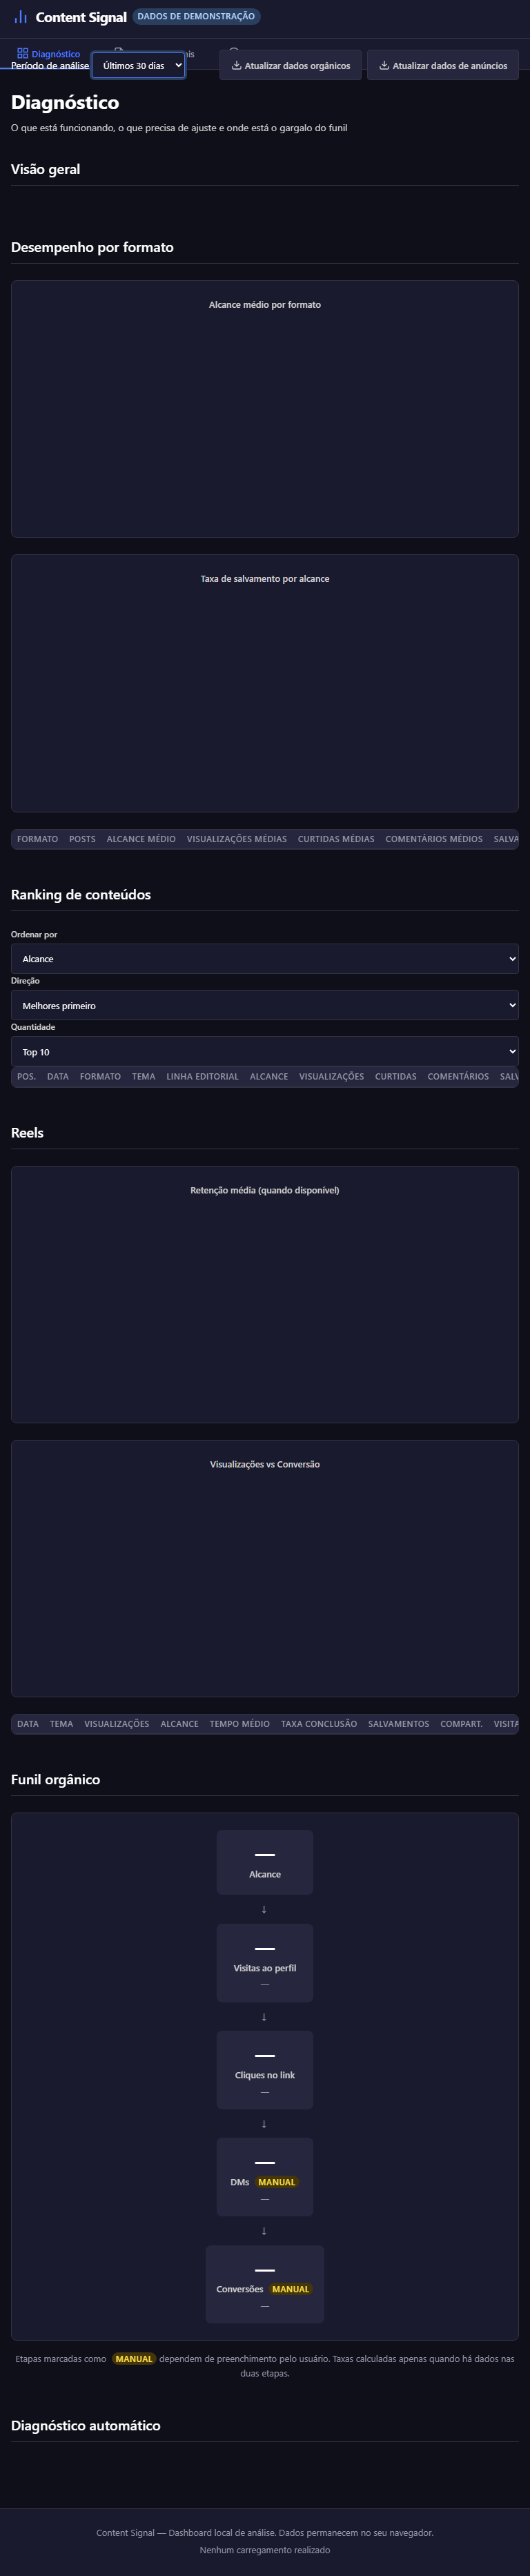 Content Signal DADOS DE DEMONSTRAÇÃO
Diagnóstico
Período de análise Últimos 30 dias Atualizar dados orgânicos Atualizar dados de anúncios
Diagnóstico
O que está funcionando, o que precisa de ajuste e onde está o gargalo do funil
Visão geral
Desempenho por formato
Alcance médio por formato
Taxa de salvamento por alcance
FORMATO POSTS ALCANCE MÉDIO VISUALIZAÇÕES MÉDIAS CURTIDAS MÉDIAS COMENTÁRIOS MÉDIOS SALVA
Ranking de conteúdos
Ordenar por
Alcance
Direção
Melhores primeiro
Quantidade
Top 10
POS. DATA FORMATO TEMA LINHA EDITORIAL ALCANCE VISUALIZAÇÕES CURTIDAS COMENTÁRIOS SALV
Reels
Retenção média (quando disponível)
Visualizações vs Conversão
DATA TEMA VISUALIZAÇÕES ALCANCE TEMPO MÉDIO TAXA CONCLUSÃO SALVAMENTOS COMPART. VISITA
Funil orgânico
—
Alcance
↓
—
Visitas ao perfil
—
↓
—
Cliques no link
—
↓
—
DMs MANUAL
—
↓
—
Conversões MANUAL
—
Etapas marcadas como MANUAL dependem de preenchimento pelo usuário. Taxas calculadas apenas quando há dados nas
duas etapas.
Diagnóstico automático
Content Signal — Dashboard local de análise. Dados permanecem no seu navegador.
Nenhum carregamento realizado